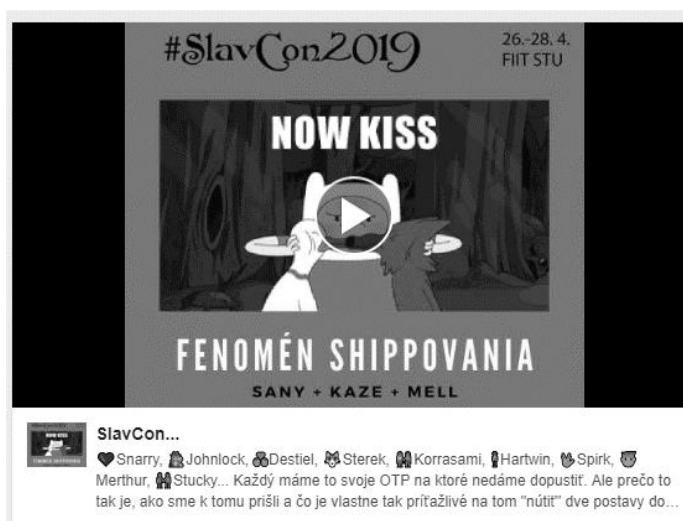 #SlavCon2019
26.-28. 4.
FIIT STU
NOW KISS
FENOMÉN SHIPPOVANIA
SANY + KAZE + MELL
SlavCon...
Snarry, Johnlock, Destiel, Sterek, Korrasami, Hartwin, Spirk,
Merthur, Stucky... Každý máme to svoje OTP na ktoré nedáme dopustiť. Ale prečo to
tak je, ako sme k tomu prišli a čo je vlastne tak príťažlivé na tom "nútiť" dve postavy do...